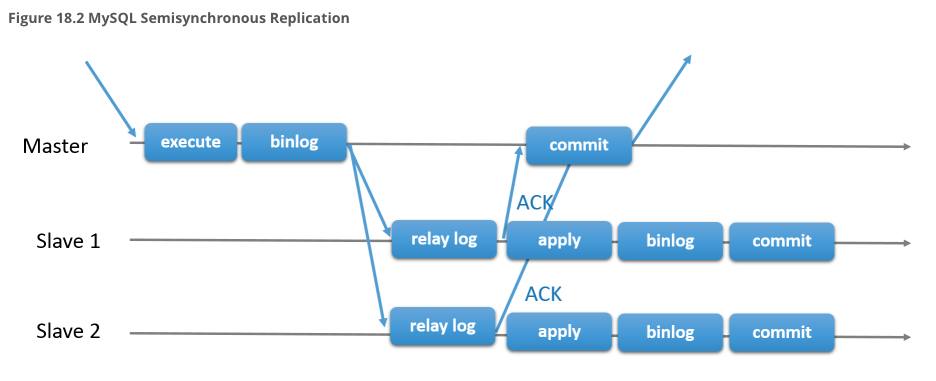 Figure 18.2 MySQL Semisynchronous Replication
Master execute binlog commit
ACK
Slave 1 relay log apply binlog commit
ACK
Slave 2 relay log apply binlog commit